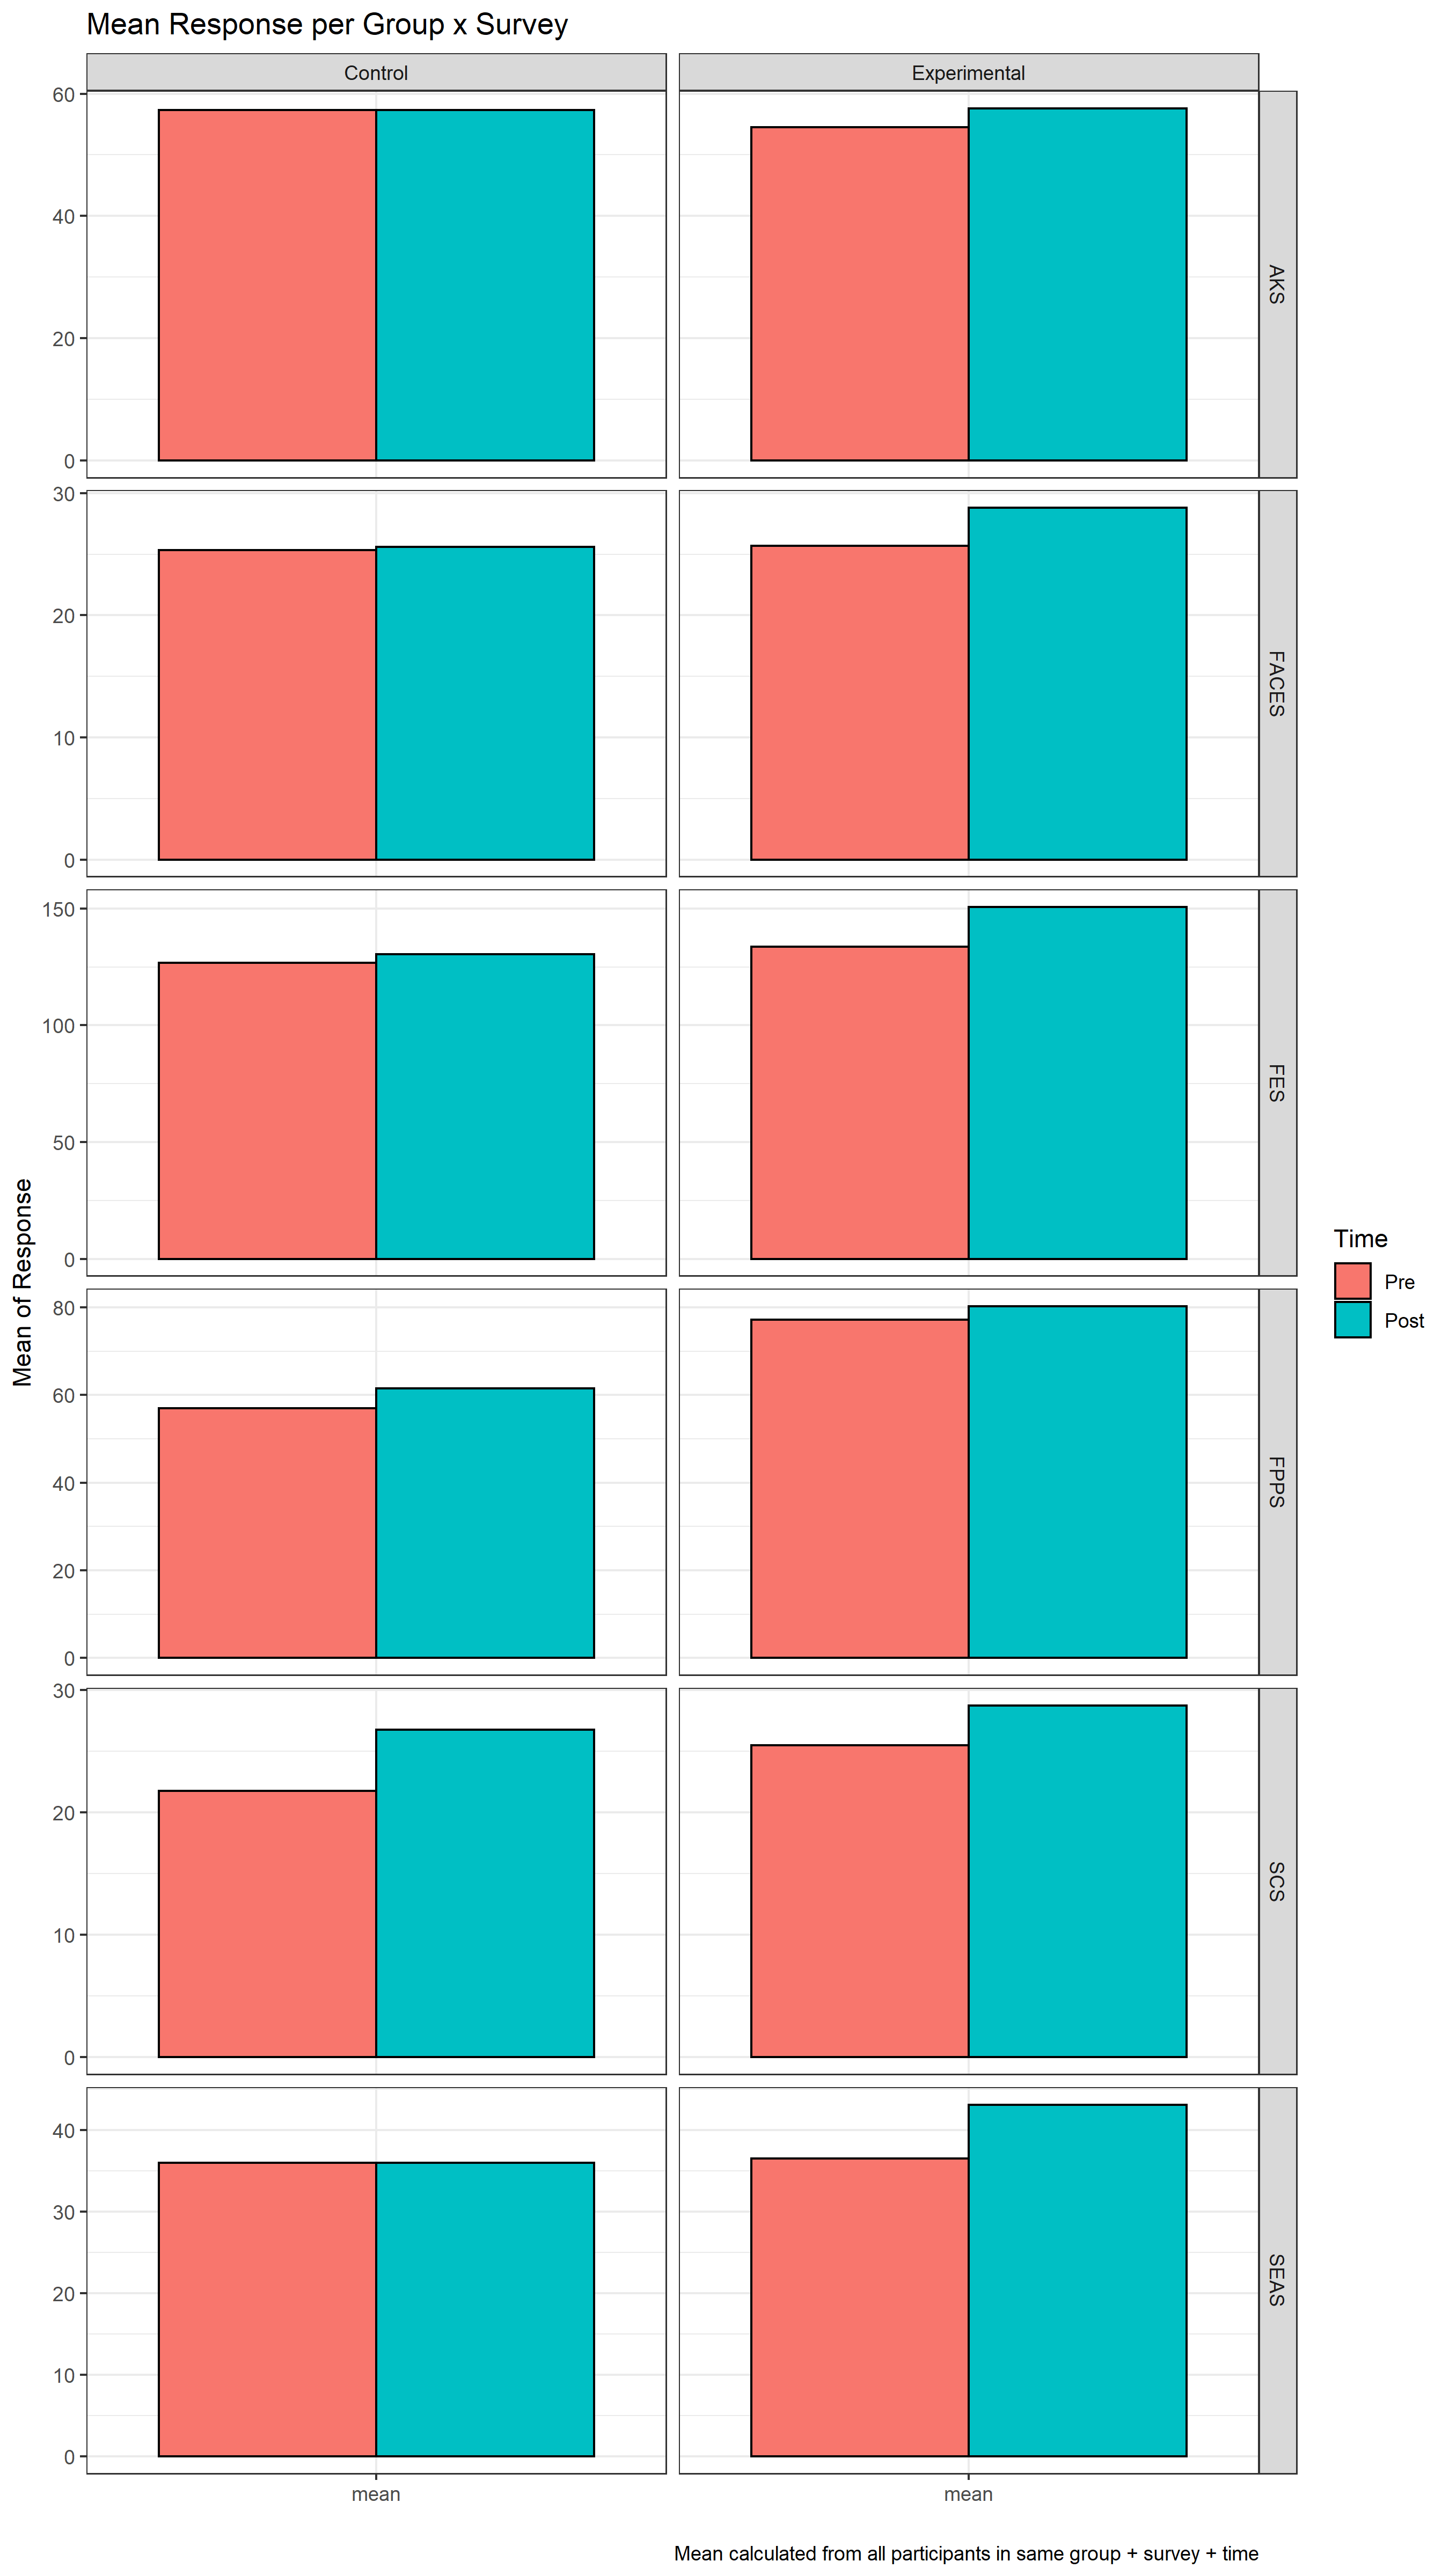 Mean Response per Group x Survey
Control
Experimental
60
40
20
0
AKS
30
20
10
0
FACES
150
100
50
0
FES
Mean of Response
80
60
40
20
0
FPPS
Time
Pre
Post
30
20
10
0
SCS
40
30
20
10
0
SEAS
mean
mean
Mean calculated from all participants in same group + survey + time